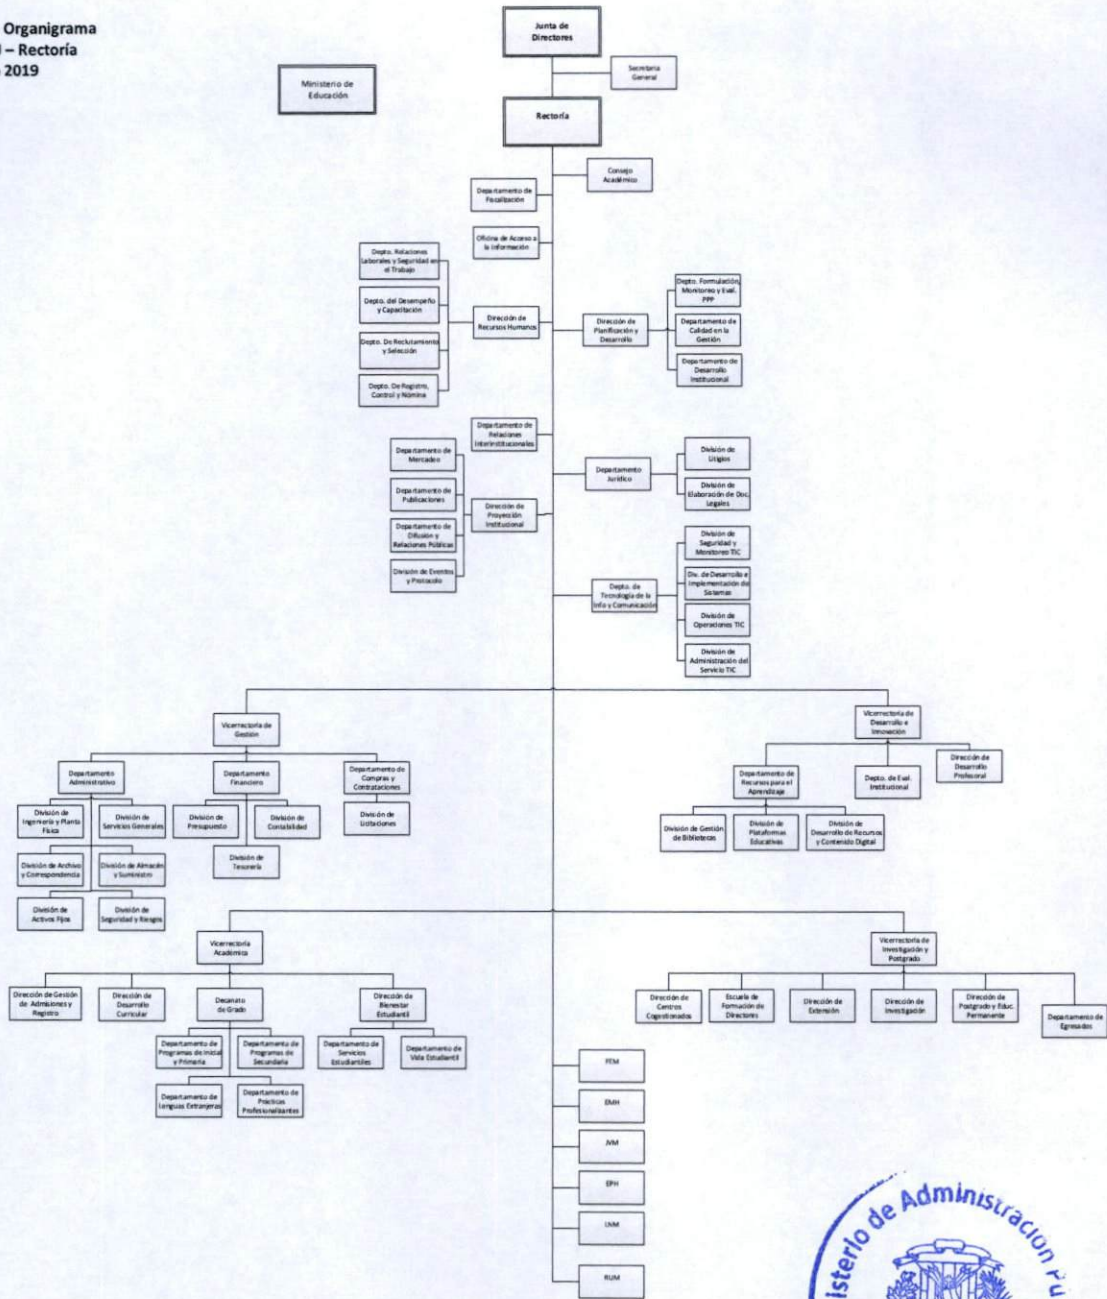 Organigrama
– Rectoría
2019
Junta de
Directores
Secretaria
General
Ministerio de
Educación
Rectoría
Consejo
Académico
Departamento de
Fiscalización
Oficina de Acceso a
la Información
Depto. Relaciones
Laborales y Seguridad en
el Trabajo
Depto. del Desempeño
y Capacitación
Depto. De Reclutamiento
y Selección
Depto. De Registro,
Control y Nómina
Dirección de
Recursos Humanos
Dirección de
Planificación y
Desarrollo
Depto. Formulación,
Monitoreo y Eval.
PPP
Departamento de
Calidad en la
Gestión
Departamento de
Desarrollo
Institucional
Departamento de
Relaciones
Interinstitucionales
Departamento de
Mercadeo
Departamento de
Publicaciones
Departamento de
Difusión y
Relaciones Públicas
División de Eventos
y Protocolo
Dirección de
Proyección
Institucional
Departamento
Jurídico
División de
Litigios
División de
Elaboración de Doc.
Legales
Depto. de
Tecnología de la
Info y Comunicación
División de
Seguridad y
Monitoreo TIC
Div. de Desarrollo e
Implementación de
Sistemas
División de
Operaciones TIC
División de
Administración del
Servicio TIC
Vicerrectoría de
Gestión
Departamento
Administrativo
División de
Ingeniería y Planta
Física
División de
Servicios Generales
División de Archivo
y Correspondencia
División de Almacén
y Suministro
División de
Activos Fijos
División de
Seguridad y Riesgos
Departamento
Financiero
División de
Presupuesto
División de
Contabilidad
División de
Tesorería
Departamento de
Compras y
Contrataciones
División de
Licitaciones
Vicerrectoría de
Desarrollo e
Innovación
Departamento de
Recursos para el
Aprendizaje
Depto. de Eval.
Institucional
Dirección de
Desarrollo
Profesoral
División de Gestión
de Bibliotecas
División de
Plataformas
Educativas
División de
Desarrollo de Recursos
y Contenido Digital
Vicerrectoría
Académica
Dirección de Gestión
de Admisiones y
Registro
Dirección de
Desarrollo
Curricular
Decanato
de Grado
Dirección de
Bienestar
Estudiantil
Departamento de
Programas de Inicial
y Primaria
Departamento de
Programas de
Secundaria
Departamento de
Lenguas Extranjeras
Departamento de
Prácticas
Profesionalizantes
Departamento de
Servicios
Estudiantiles
Departamento de
Vida Estudiantil
Vicerrectoría de
Investigación y
Postgrado
Dirección de
Centros
Cogestionados
Escuela de
Formación de
Directores
Dirección de
Extensión
Dirección de
Investigación
Dirección de
Postgrado y Educ.
Permanente
Departamento de
Egresados
FEM
EMH
JVM
EPH
LNM
RUM
isterio de Administración Pú